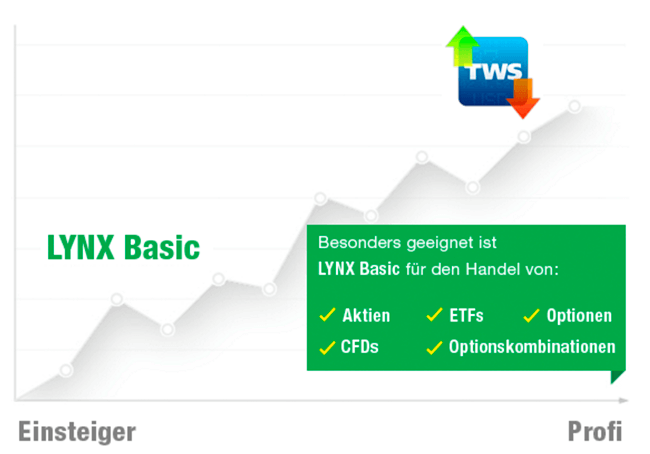 TWS
LYNX Basic
Besonders geeignet ist
LYNX Basic für den Handel von:
Aktien ETFs Optionen
CFDs Optionskombinationen
Einsteiger Profi